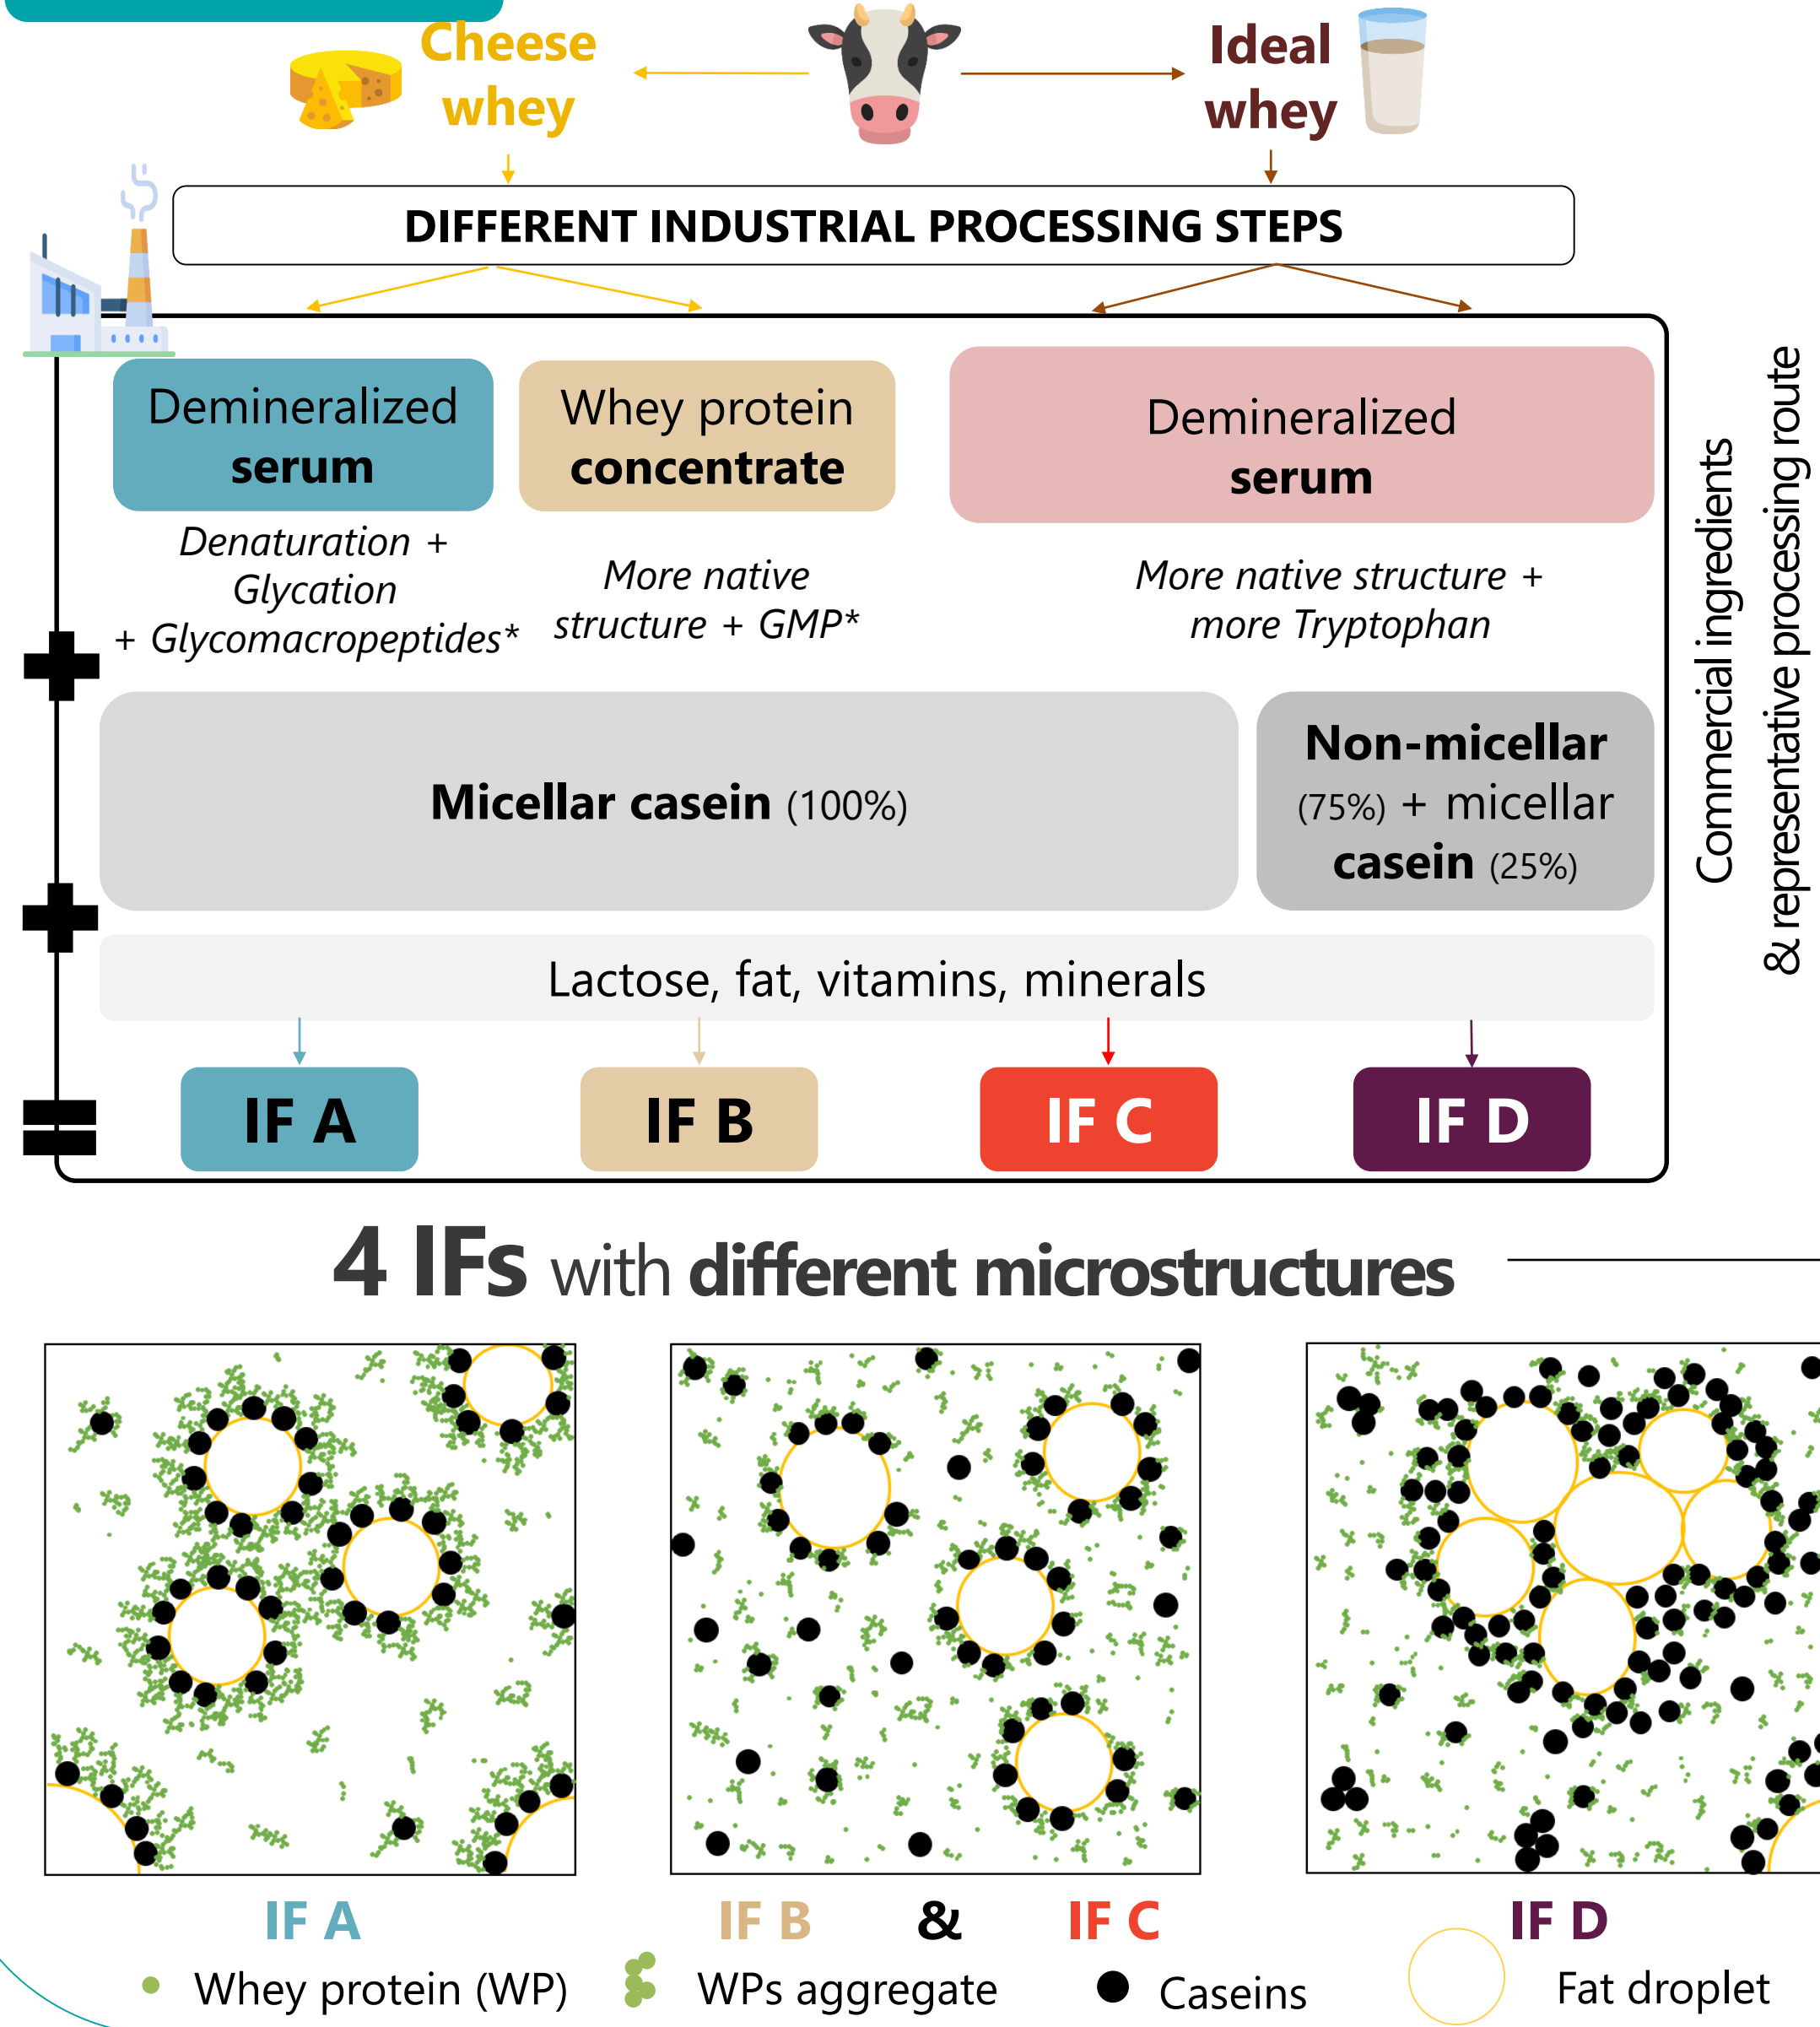 Cheese
whey
Ideal
whey
DIFFERENT INDUSTRIAL PROCESSING STEPS
Demineralized
serum
Whey protein
concentrate
Demineralized
serum
Denaturation +
Glycation
+ Glycomacropeptides*
More native
structure + GMP*
More native structure +
more Tryptophan
Micellar casein (100%)
Non-micellar
(75%) + micellar
casein (25%)
Lactose, fat, vitamins, minerals
IF A
IF B
IF C
IF D
Commercial ingredients
& representative processing route
4 IFs with different microstructures
IF A
IF B & IF C
IF D
Whey protein (WP)
WPs aggregate
Caseins
Fat droplet